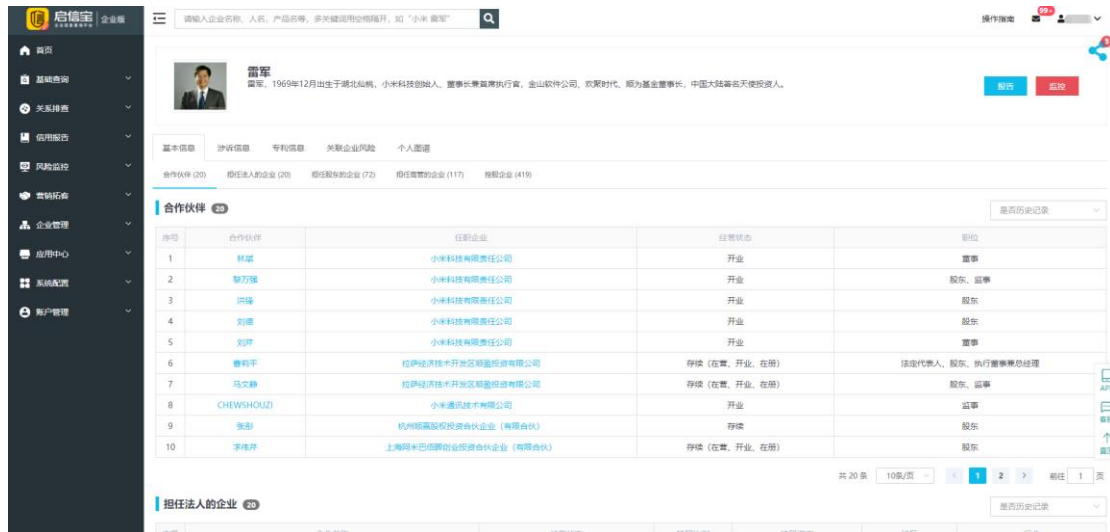 启信宝 企业版
请输入企业名称、人名、产品名等，多关键词用空格隔开，如“小米 雷军”
操作指南 99+
首页
基础查询
关系排查
信用报告
风险监控
营销拓客
企业管理
应用中心
系统配置
账户管理
雷军
雷军，1969年12月出生于湖北仙桃，小米科技创始人、董事长兼首席执行官，金山软件公司、欢聚时代、顺为基金董事长，中国大陆著名天使投资人。
报告 监控
基本信息 涉诉信息 专利信息 关联企业风险 个人图谱
合作伙伴 (20) 担任法人的企业 (20) 担任股东的企业 (72) 担任高管的企业 (117) 控股企业 (419)
合作伙伴 20 是否历史记录
序号 合作伙伴 任职企业 经营状态 职位
1 林斌 小米科技有限责任公司 开业 董事
2 黎万强 小米科技有限责任公司 开业 股东、监事
3 洪锋 小米科技有限责任公司 开业 股东
4 刘德 小米科技有限责任公司 开业 股东
5 刘芹 小米科技有限责任公司 开业 董事
6 拉萨经济技术开发区顺盈投资有限公司 存续（在营、开业、在册） 法定代表人、股东、执行董事兼总经理
7 马文静 拉萨经济技术开发区顺盈投资有限公司 存续（在营、开业、在册） 股东、监事
8 CHEWSHOUZI 小米通讯技术有限公司 开业 监事
9 张彤 杭州顺赢股权投资合伙企业（有限合伙） 存续 股东
10 李伟芹 上海阿米巴佰晖创业投资合伙企业（有限合伙） 存续（在营、开业、在册） 股东
共 20 条 10条/页 1 2 前往 1 页
担任法人的企业 20 是否历史记录